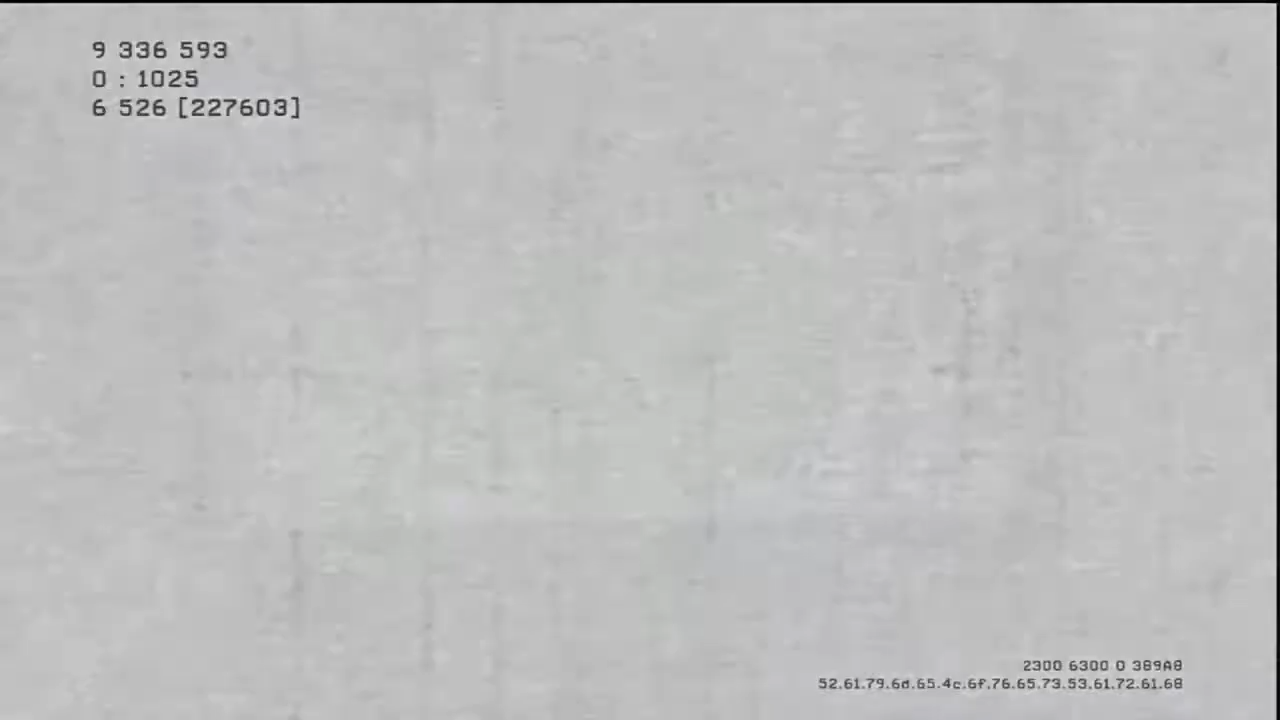 9 336 593
0 : 1025
6 526 [227603]
2300 6300 0 389A8
52.61.79.6d.65.4c.6f.76.65.73.53.61.72.61.68